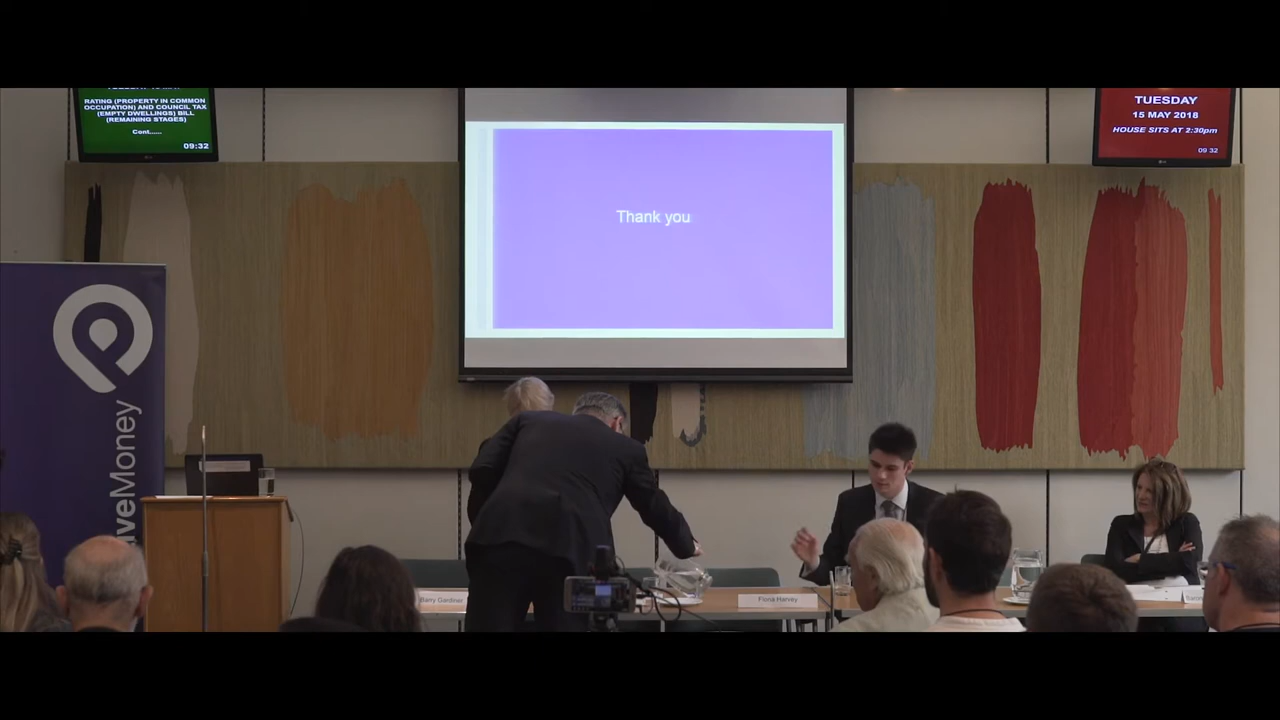 RATING (PROPERTY IN COMMON
OCCUPATION) AND COUNCIL TAX
(EMPTY DWELLINGS) BILL
(REMAINING STAGES)
Cont......
09:32
TUESDAY
15 MAY 2018
HOUSE SITS AT 2:30pm
09 32
Thank you
aveMoney
Barry Gardiner
Fiona Harvey